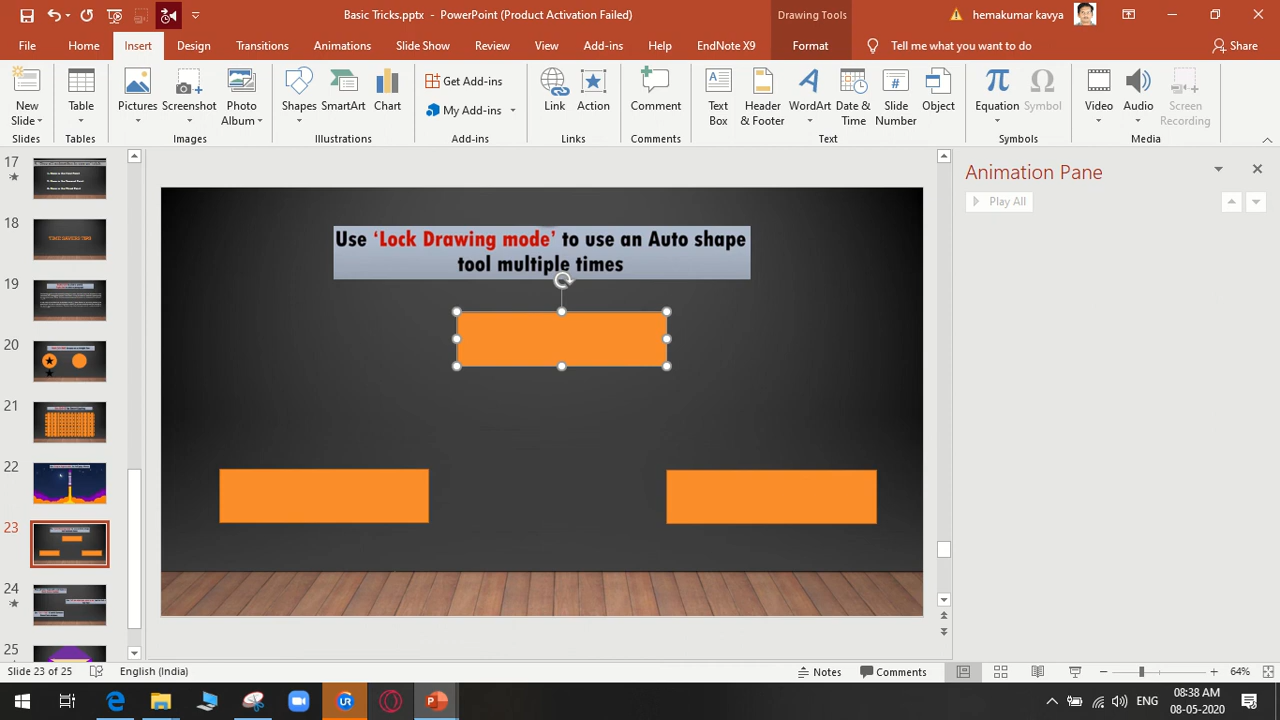 Basic Tricks.pptx - PowerPoint (Product Activation Failed)
Drawing Tools
hemakumar kavya
File Home Insert Design Transitions Animations Slide Show Review View Add-ins Help EndNote X9 Format Tell me what you want to do Share
New Slide
Table
Pictures
Screenshot
Photo Album
Shapes
SmartArt
Chart
Get Add-ins
My Add-ins
Link
Action
Comment
Text Box
Header & Footer
WordArt
Date & Time
Slide Number
Object
Equation
Symbol
Video
Audio
Screen Recording
Slides Tables Images Illustrations Add-ins Links Comments Text Symbols Media
17
18
TIME SAVING TIPS
19
20
21
22
23
24
25
Use ‘Lock Drawing mode’ to use an Auto shape
tool multiple times
Animation Pane
Play All
Slide 23 of 25 English (India) Notes Comments 64%
ENG
08:38 AM
08-05-2020